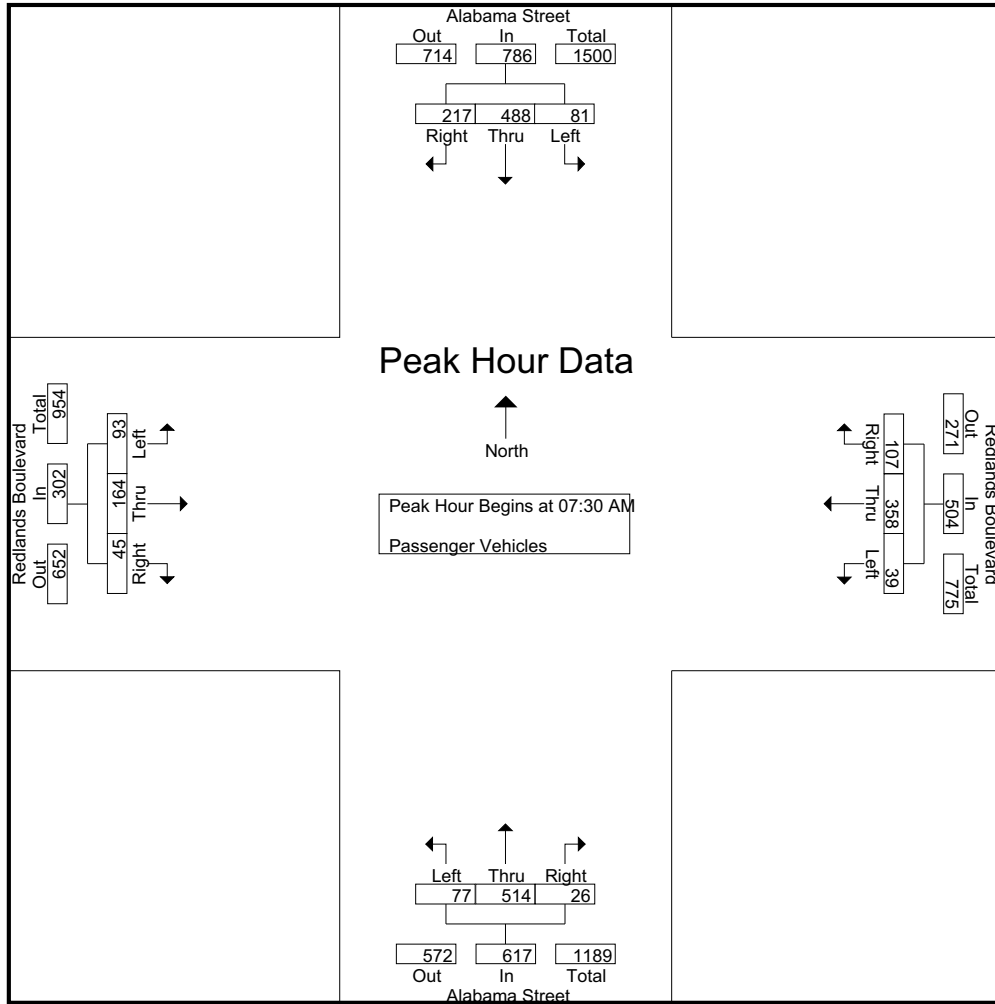 Alabama Street
Out In Total
714 786 1500
217 488 81
Right Thru Left
Peak Hour Data
North
Peak Hour Begins at 07:30 AM
Passenger Vehicles
Redlands Boulevard
Out In Total
652 302 954
45 164 93
Right Thru Left
Redlands Boulevard
Out In Total
271 504 775
107 358 39
Right Thru Left
Left Thru Right
77 514 26
572 617 1189
Out In Total
Alabama Street